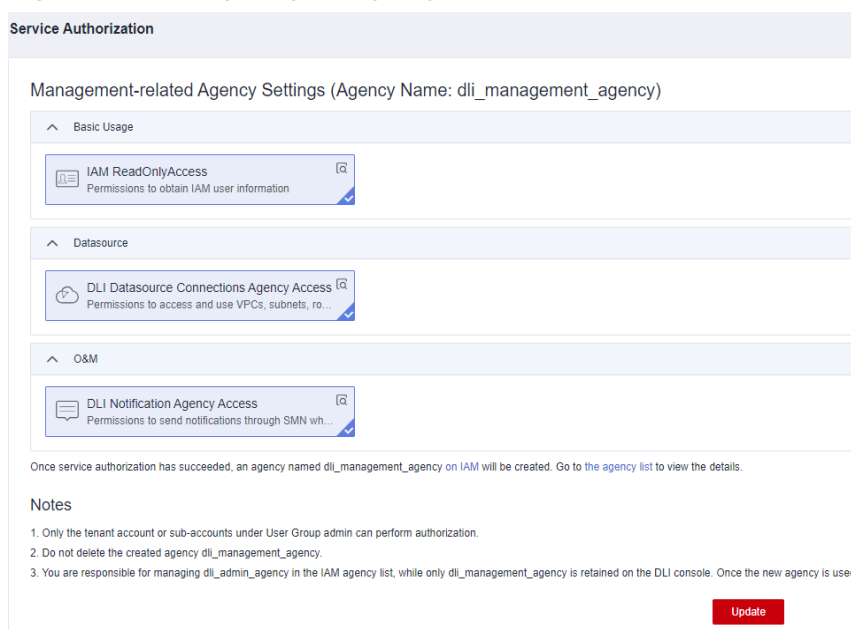 Service Authorization
Management-related Agency Settings (Agency Name: dli_management_agency)
Basic Usage
IAM ReadOnlyAccess
Permissions to obtain IAM user information
Datasource
DLI Datasource Connections Agency Access
Permissions to access and use VPCs, subnets, ro...
O&M
DLI Notification Agency Access
Permissions to send notifications through SMN wh...
Once service authorization has succeeded, an agency named dli_management_agency on IAM will be created. Go to the agency list to view the details.
Notes
1. Only the tenant account or sub-accounts under User Group admin can perform authorization.
2. Do not delete the created agency dli_management_agency.
3. You are responsible for managing dli_admin_agency in the IAM agency list, while only dli_management_agency is retained on the DLI console. Once the new agency is use
Update